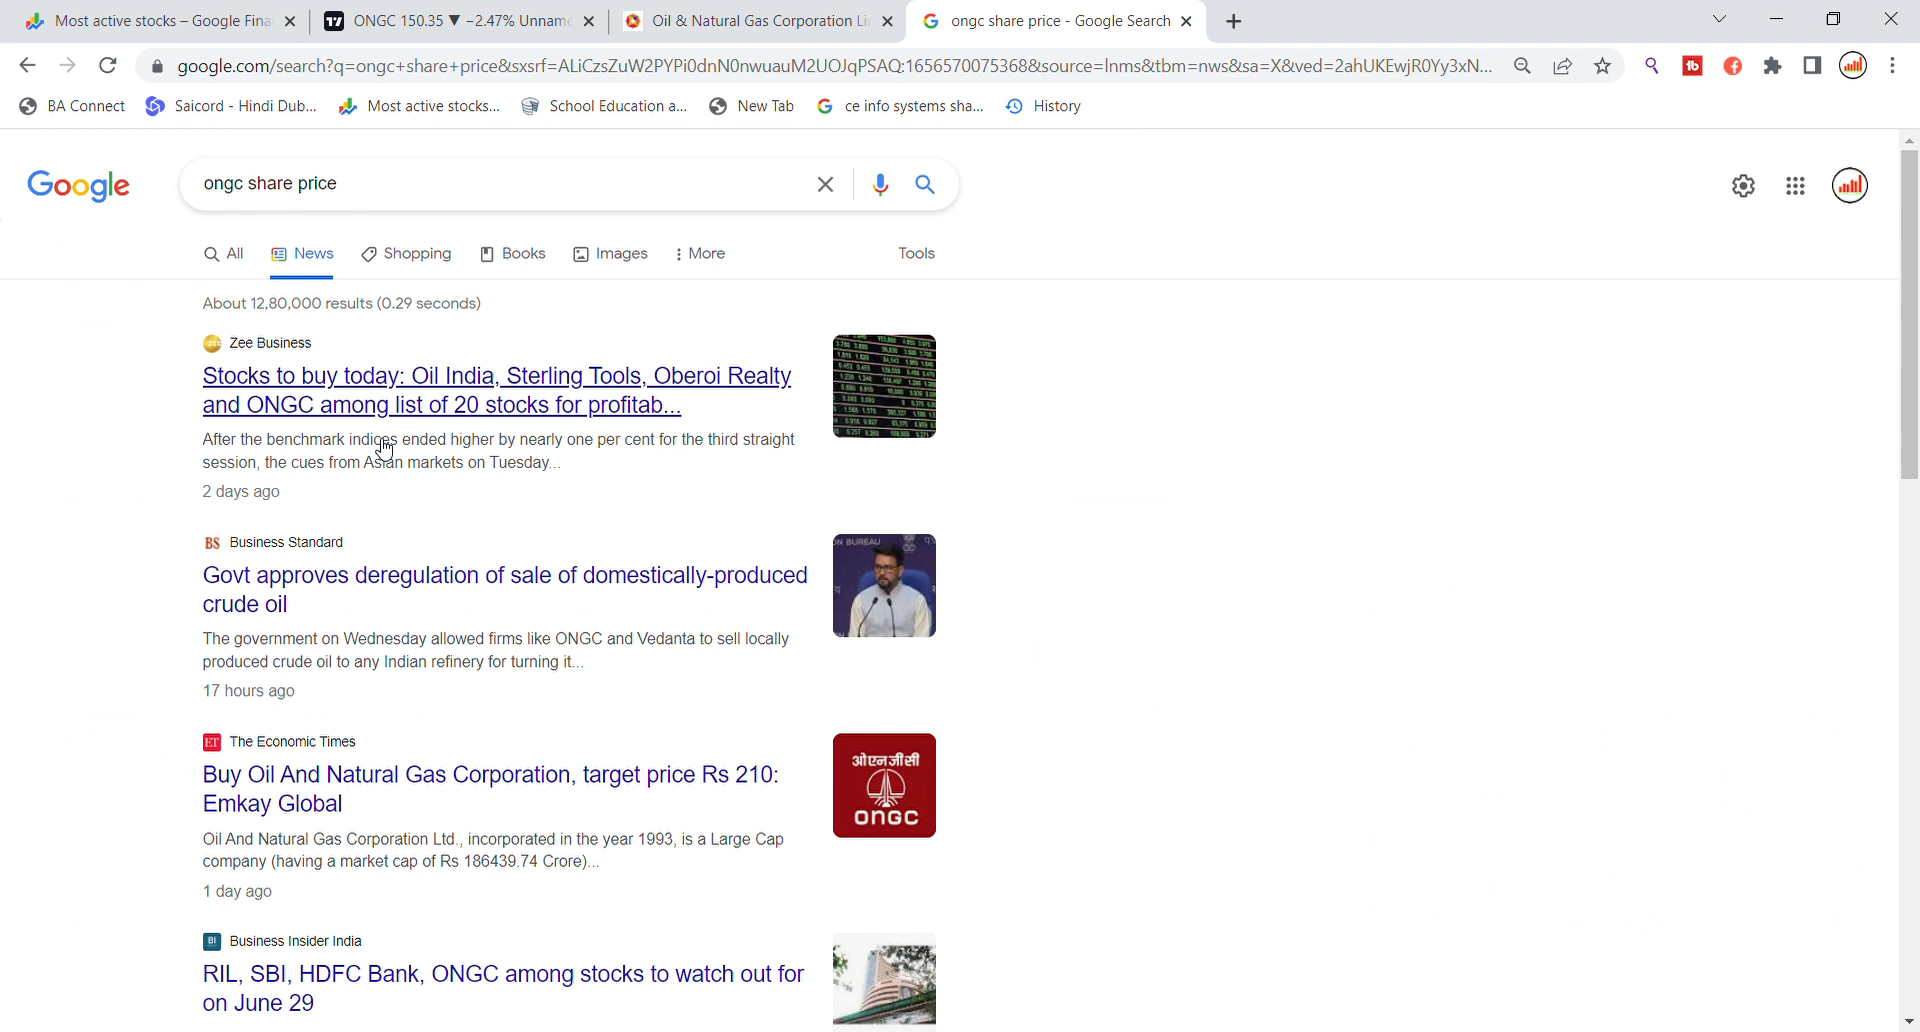 Most active stocks – Google Fina
ONGC 150.35 ▼ −2.47% Unname
Oil & Natural Gas Corporation Li
ongc share price - Google Search
google.com/search?q=ongc+share+price&sxsrf=ALiCzsZuW2PYPi0dnN0nwuauM2UOJqPSAQ:1656570075368&source=lnms&tbm=nws&sa=X&ved=2ahUKEwjR0Yy3xN...
BA Connect
Saicord - Hindi Dub...
Most active stocks...
School Education a...
New Tab
ce info systems sha...
History
Google
ongc share price
All
News
Shopping
Books
Images
More
Tools
About 12,80,000 results (0.29 seconds)
Zee Business
Stocks to buy today: Oil India, Sterling Tools, Oberoi Realty
and ONGC among list of 20 stocks for profitab...
After the benchmark indices ended higher by nearly one per cent for the third straight
session, the cues from Asian markets on Tuesday...
2 days ago
BS Business Standard
Govt approves deregulation of sale of domestically-produced
crude oil
The government on Wednesday allowed firms like ONGC and Vedanta to sell locally
produced crude oil to any Indian refinery for turning it...
17 hours ago
ET The Economic Times
Buy Oil And Natural Gas Corporation, target price Rs 210:
Emkay Global
Oil And Natural Gas Corporation Ltd., incorporated in the year 1993, is a Large Cap
company (having a market cap of Rs 186439.74 Crore)...
1 day ago
ओएनजीसी
ONGC
BI Business Insider India
RIL, SBI, HDFC Bank, ONGC among stocks to watch out for
on June 29